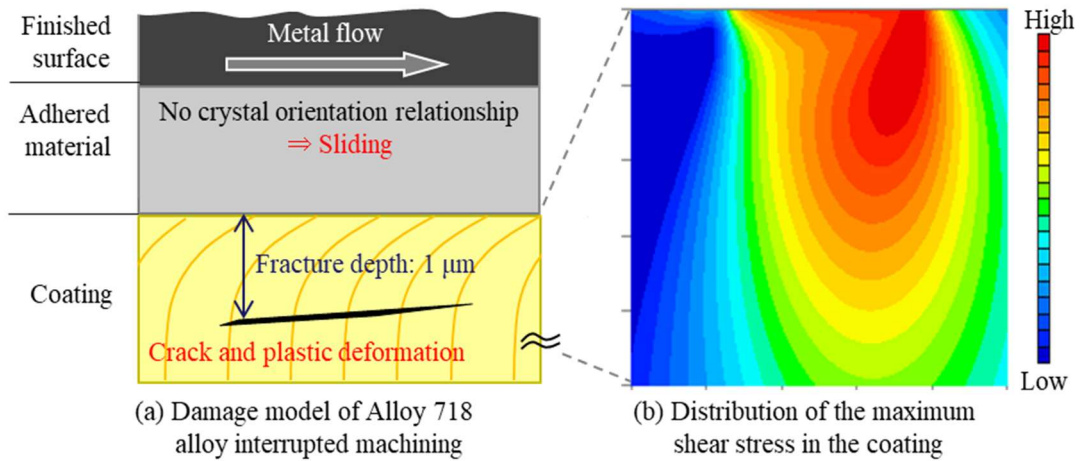 Finished
surface
Metal flow
Adhered
material
No crystal orientation relationship
⇒ Sliding
Coating
Fracture depth: 1 μm
Crack and plastic deformation
(a) Damage model of Alloy 718
alloy interrupted machining
High
Low
(b) Distribution of the maximum
shear stress in the coating